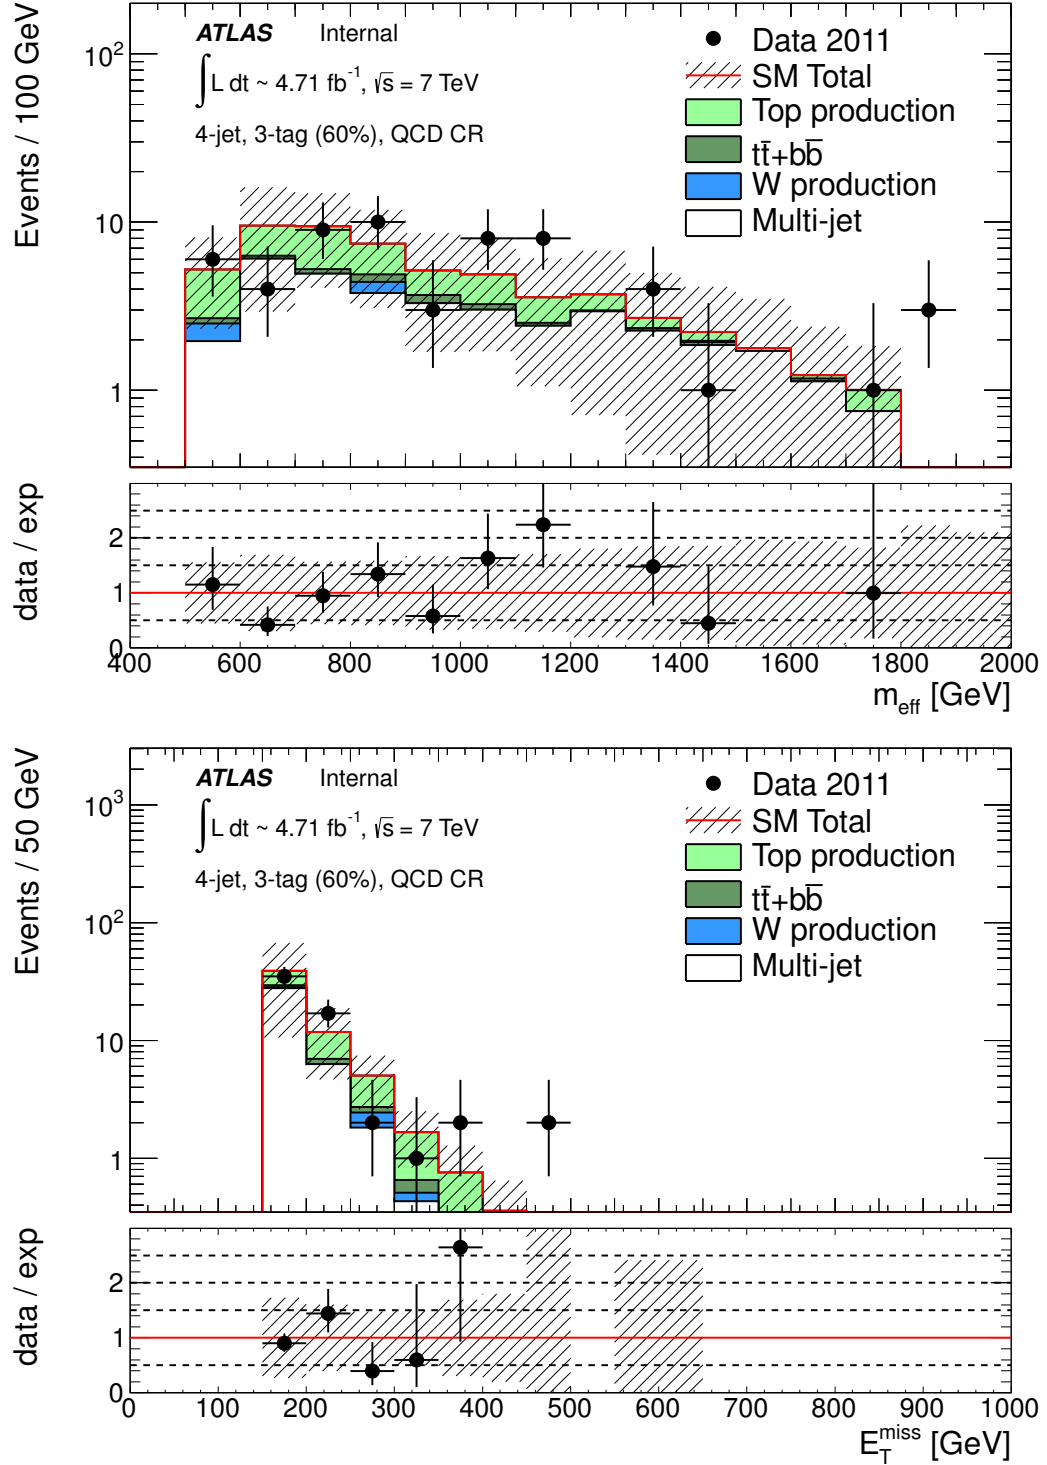 Events / 100 GeV
10²
10
1
ATLAS Internal
∫ L dt ~ 4.71 fb⁻¹, √s = 7 TeV
4-jet, 3-tag (60%), QCD CR
Data 2011
SM Total
Top production
tt̄+bb̄
W production
Multi-jet
data / exp
2
1
0
400 600 800 1000 1200 1400 1600 1800 2000
m_eff [GeV]
Events / 50 GeV
10³
10²
10
1
ATLAS Internal
∫ L dt ~ 4.71 fb⁻¹, √s = 7 TeV
4-jet, 3-tag (60%), QCD CR
Data 2011
SM Total
Top production
tt̄+bb̄
W production
Multi-jet
data / exp
2
1
0
0 100 200 300 400 500 600 700 800 900 1000
E_T^miss [GeV]